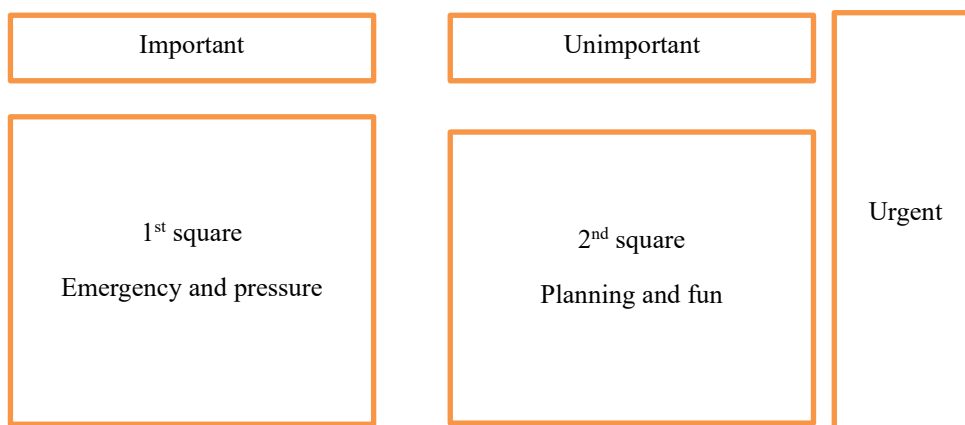 Important
Unimportant
Urgent
1st square
Emergency and pressure
2nd square
Planning and fun